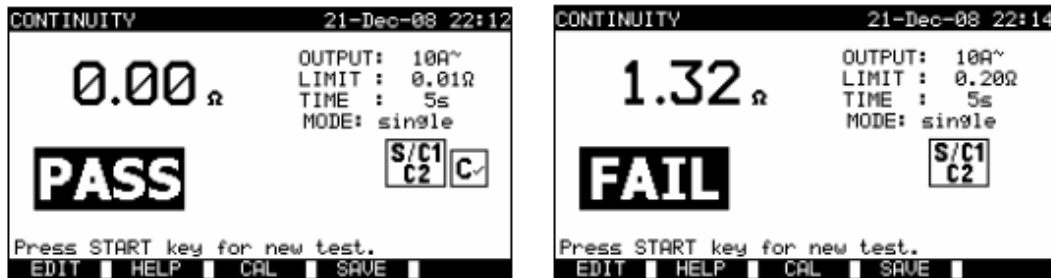 CONTINUITY 21-Dec-08 22:12
0.00 Ω
OUTPUT: 10A~
LIMIT : 0.01Ω
TIME : 5s
MODE: single
PASS
S/C1
C2
C✓
Press START key for new test.
EDIT HELP CAL SAVE
CONTINUITY 21-Dec-08 22:14
1.32 Ω
OUTPUT: 10A~
LIMIT : 0.20Ω
TIME : 5s
MODE: single
FAIL
S/C1
C2
Press START key for new test.
EDIT HELP CAL SAVE